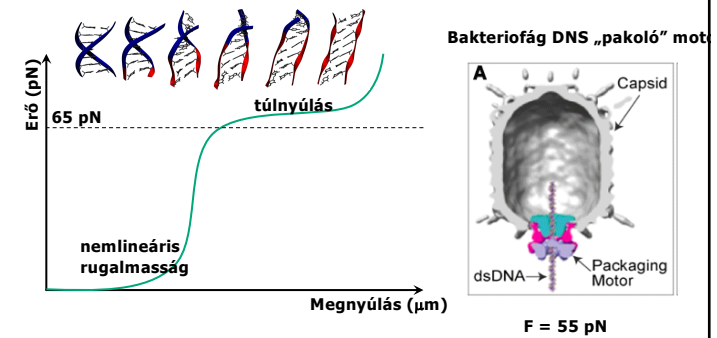 Bakteriofág DNS „pakoló” moto
Erő (pN)
65 pN
túlnyúlás
nemlineáris
rugalmasság
Megnyúlás (μm)
A
Capsid
dsDNA
Packaging
Motor
F = 55 pN